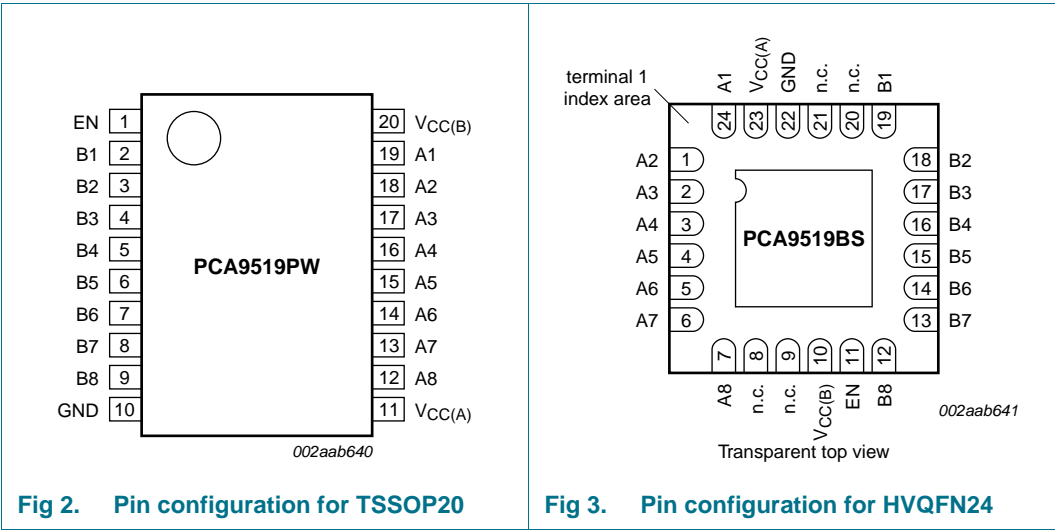 EN 1
B1 2
B2 3
B3 4
B4 5
B5 6
B6 7
B7 8
B8 9
GND 10
PCA9519PW
20 VCC(B)
19 A1
18 A2
17 A3
16 A4
15 A5
14 A6
13 A7
12 A8
11 VCC(A)
002aab640
Fig 2. Pin configuration for TSSOP20
terminal 1
index area
A1 VCC(A) GND n.c. n.c. B1
24 23 22 21 20 19
A2 1
A3 2
A4 3
A5 4
A6 5
A7 6
PCA9519BS
18 B2
17 B3
16 B4
15 B5
14 B6
13 B7
7 8 9 10 11 12
A8 n.c. n.c. VCC(B) EN B8
002aab641
Transparent top view
Fig 3. Pin configuration for HVQFN24